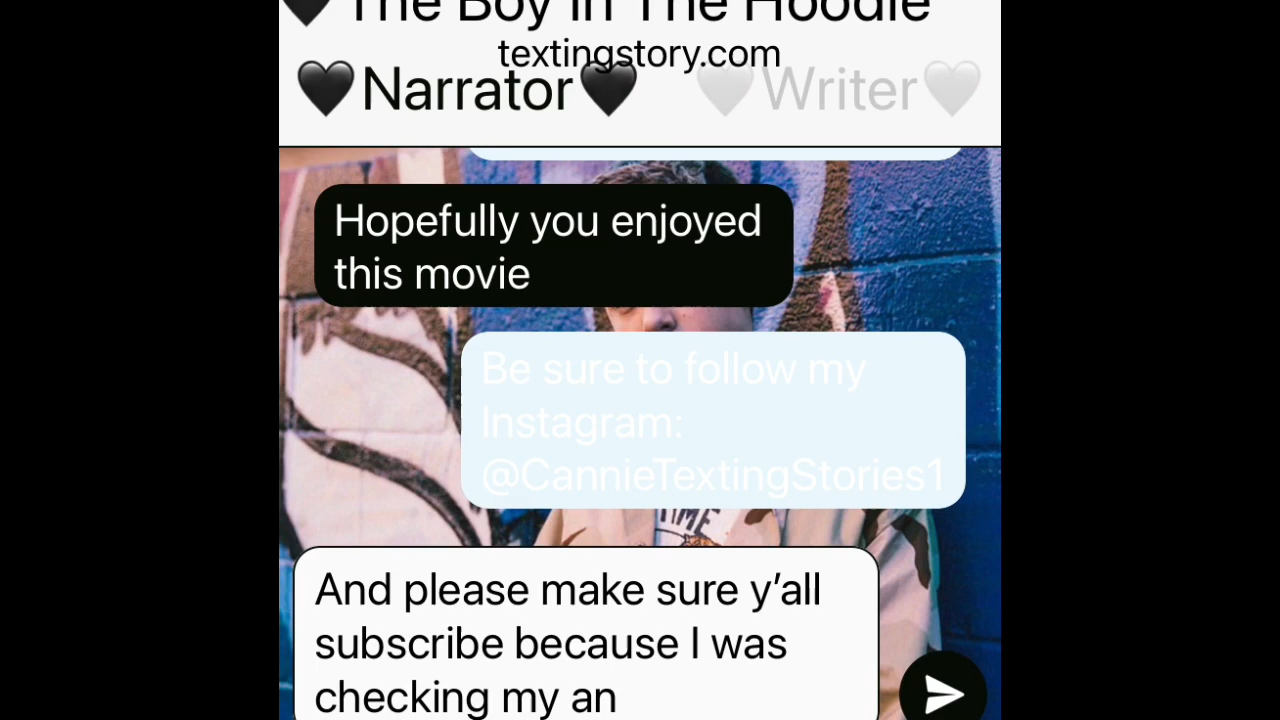 🖤The Boy In The Hoodie
textingstory.com
🖤Narrator🖤 🤍Writer🤍
Hopefully you enjoyed
this movie
Be sure to follow my
Instagram:
@CannieTextingStories1
TIME
And please make sure y’all
subscribe because I was
checking my an